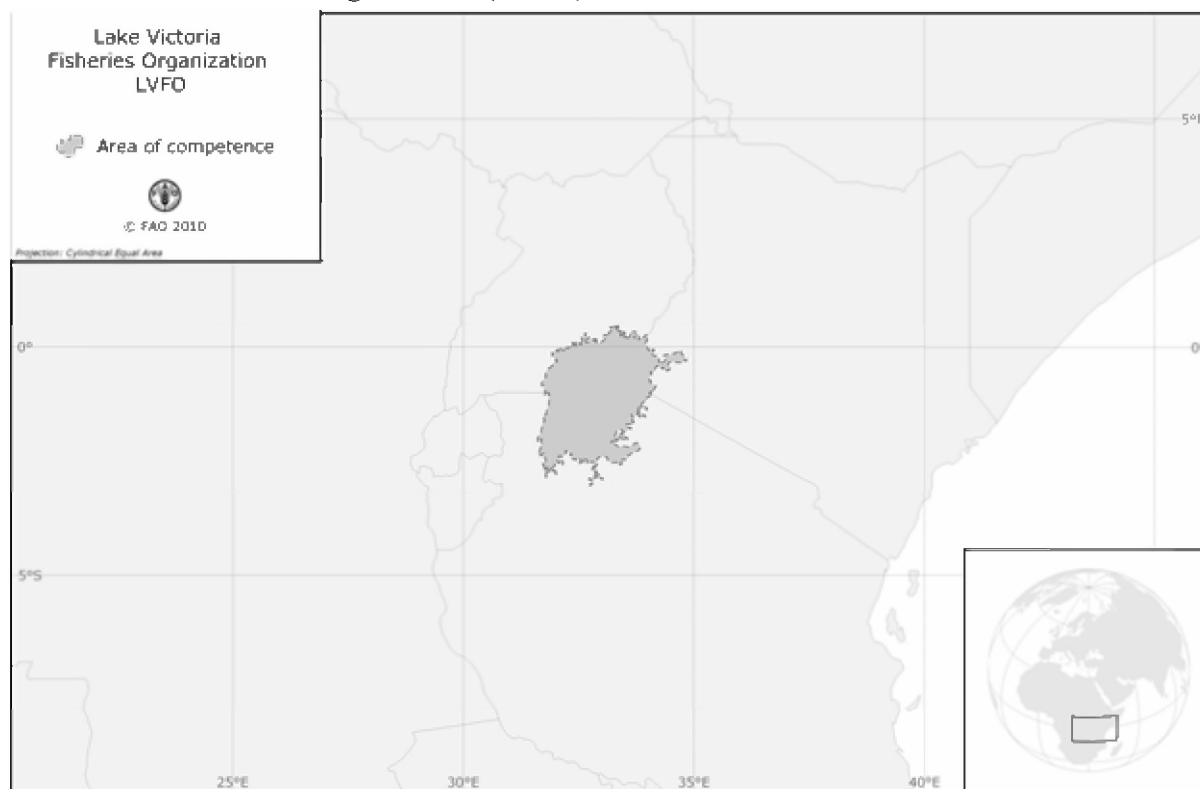 Lake Victoria
Fisheries Organization
LVFO
Area of competence
© FAO 2010
Projection: Cylindrical Equal Area
0°
5°S
25°E
30°E
35°E
40°E